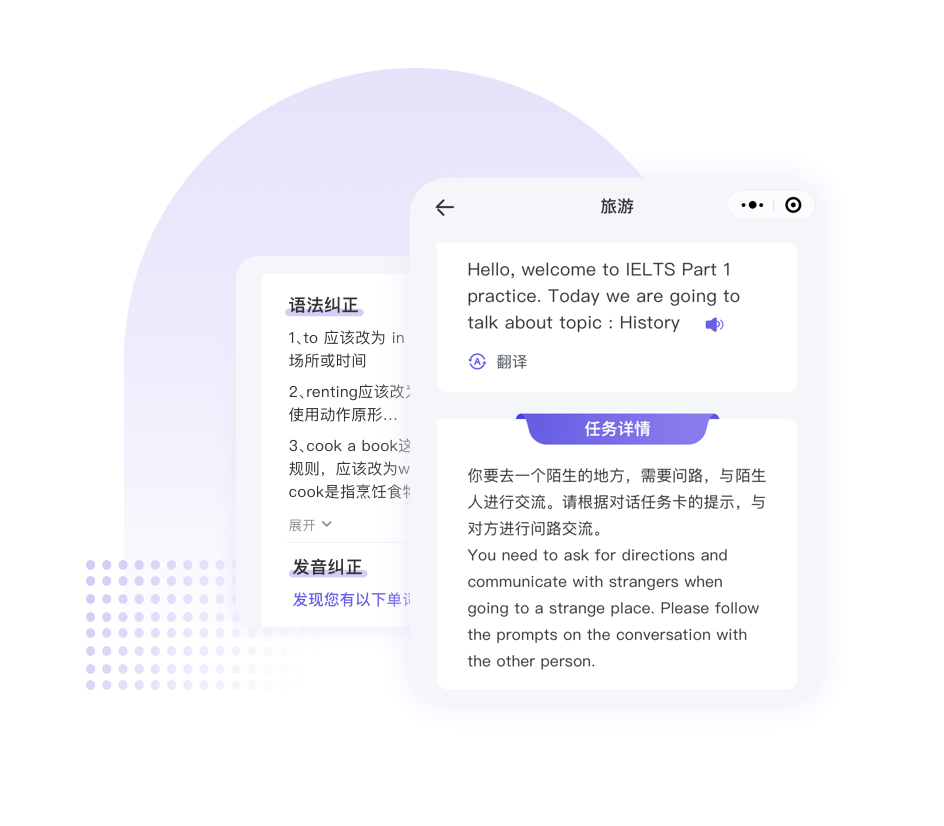 旅游
Hello, welcome to IELTS Part 1
practice. Today we are going to
talk about topic : History
翻译
任务详情
你要去一个陌生的地方，需要问路，与陌生
人进行交流。请根据对话任务卡的提示，与
对方进行问路交流。
You need to ask for directions and
communicate with strangers when
going to a strange place. Please follow
the prompts on the conversation with
the other person.
语法纠正
1、to 应该改为 in
场所或时间
2、renting应该改为
使用动作原形...
3、cook a book这
规则，应该改为w
cook是指烹饪食物
展开
发音纠正
发现您有以下单词